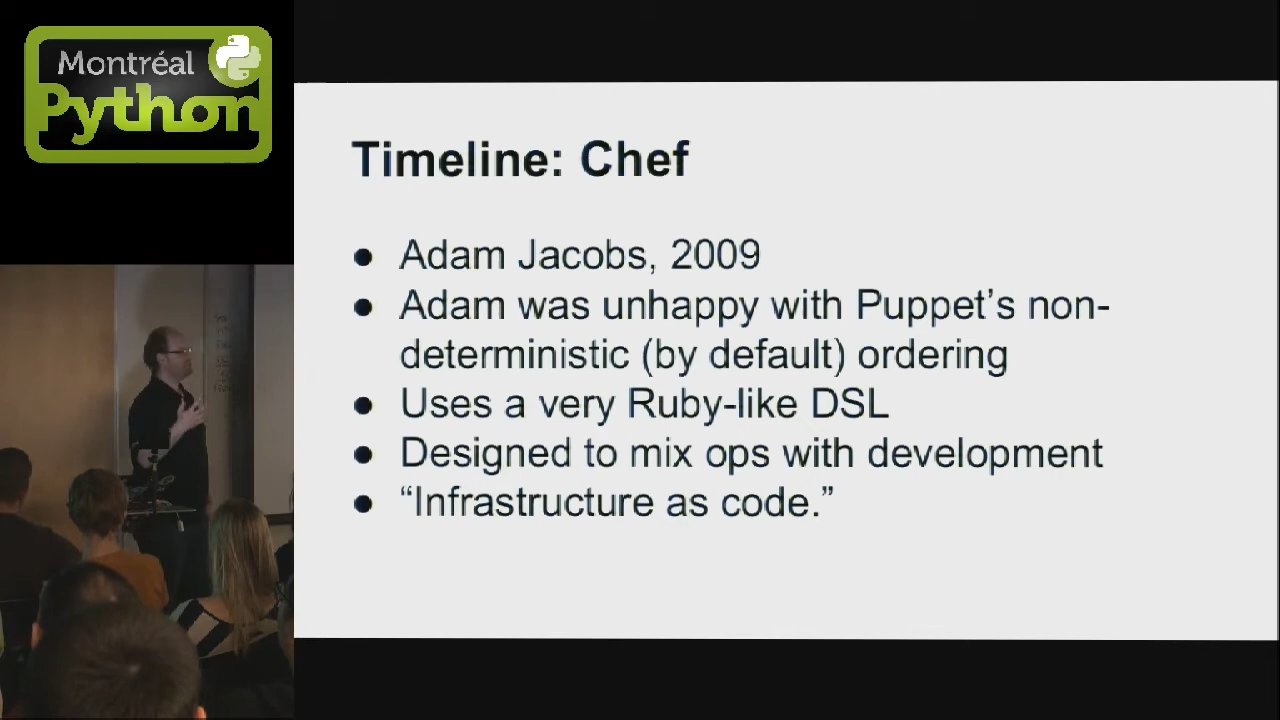 Montréal
Python
Timeline: Chef
● Adam Jacobs, 2009
● Adam was unhappy with Puppet’s non-
deterministic (by default) ordering
● Uses a very Ruby-like DSL
● Designed to mix ops with development
● “Infrastructure as code.”